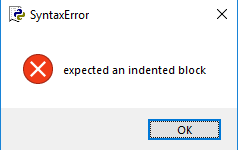 SyntaxError
expected an indented block
OK